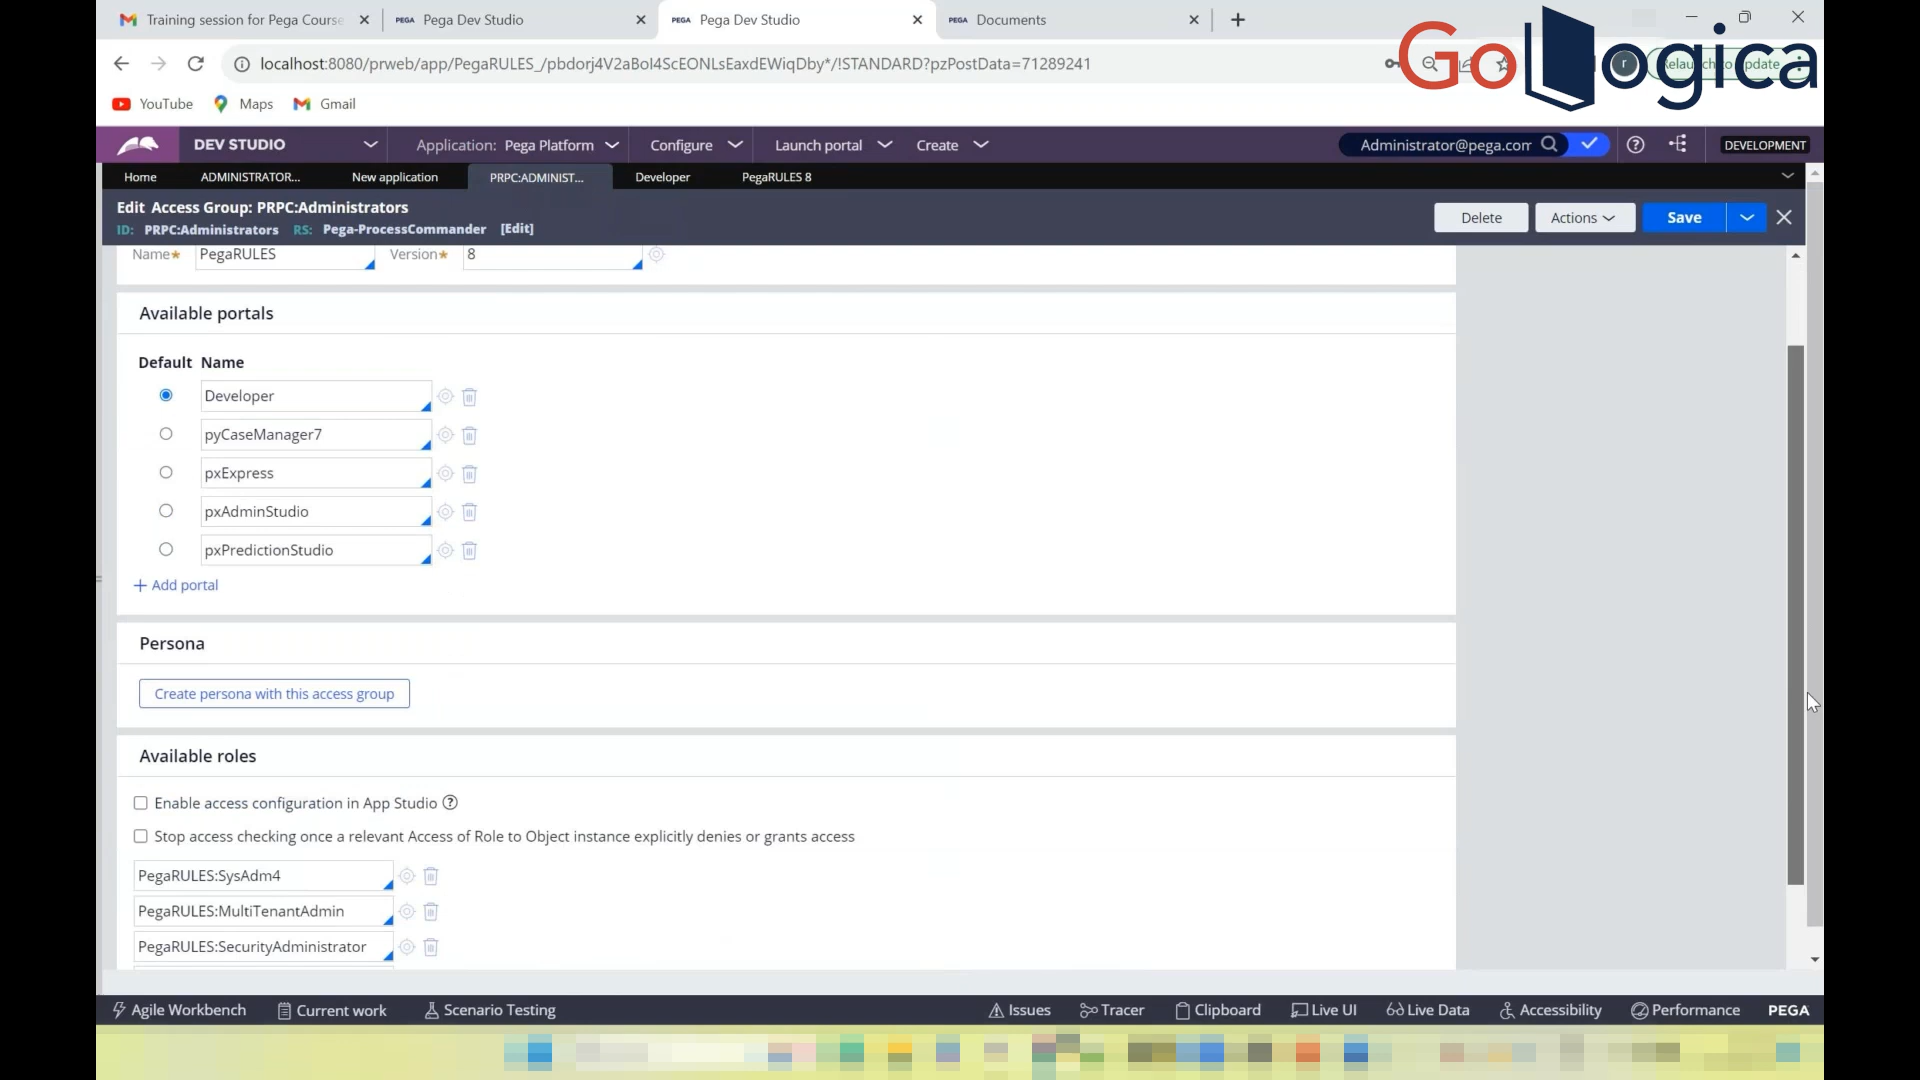 Training session for Pega Course
Pega Dev Studio
Pega Dev Studio
Documents
localhost:8080/prweb/app/PegaRULES_/pbdorj4V2aBoI4ScEONLsEaxdEWiqDby*/!STANDARD?pzPostData=71289241
GoLogica
YouTube Maps Gmail
DEV STUDIO Application: Pega Platform Configure Launch portal Create Administrator@pega.com DEVELOPMENT
Home ADMINISTRATOR... New application PRPC:ADMINIST... Developer PegaRULES 8
Edit Access Group: PRPC:Administrators
ID: PRPC:Administrators RS: Pega-ProcessCommander [Edit]
Delete Actions Save
Name★ PegaRULES Version★ 8
Available portals
Default Name
Developer
pyCaseManager7
pxExpress
pxAdminStudio
pxPredictionStudio
+ Add portal
Persona
Create persona with this access group
Available roles
Enable access configuration in App Studio ?
Stop access checking once a relevant Access of Role to Object instance explicitly denies or grants access
PegaRULES:SysAdm4
PegaRULES:MultiTenantAdmin
PegaRULES:SecurityAdministrator
Agile Workbench Current work Scenario Testing Issues Tracer Clipboard Live UI Live Data Accessibility Performance PEGA